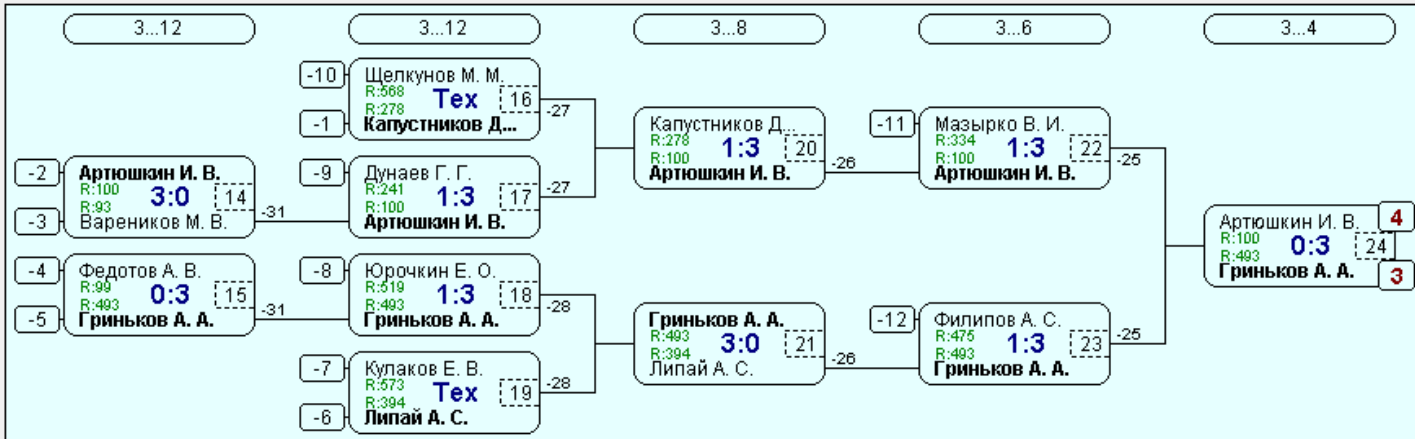 3...12
3...12
3...8
3...6
3...4
-2
Артюшкин И. В.
R:100
3:0
R:93
14
-3
Вареников М. В.
-31
-4
Федотов А. В.
R:99
0:3
R:493
15
-5
Гриньков А. А.
-31
-10
Щелкунов М. М.
R:568
Тех
R:278
16
-1
Капустников Д...
-27
-9
Дунаев Г. Г.
R:241
1:3
R:100
17
Артюшкин И. В.
-27
-8
Юрочкин Е. О.
R:519
1:3
R:493
18
Гриньков А. А.
-28
-7
Кулаков Е. В.
R:573
Тех
R:394
19
-6
Липай А. С.
-28
Капустников Д...
R:278
1:3
R:100
20
Артюшкин И. В.
-26
Гриньков А. А.
R:493
3:0
R:394
21
Липай А. С.
-26
-11
Мазырко В. И.
R:334
1:3
R:100
22
Артюшкин И. В.
-25
-12
Филипов А. С.
R:475
1:3
R:493
23
Гриньков А. А.
-25
Артюшкин И. В.
4
R:100
0:3
R:493
24
Гриньков А. А.
3